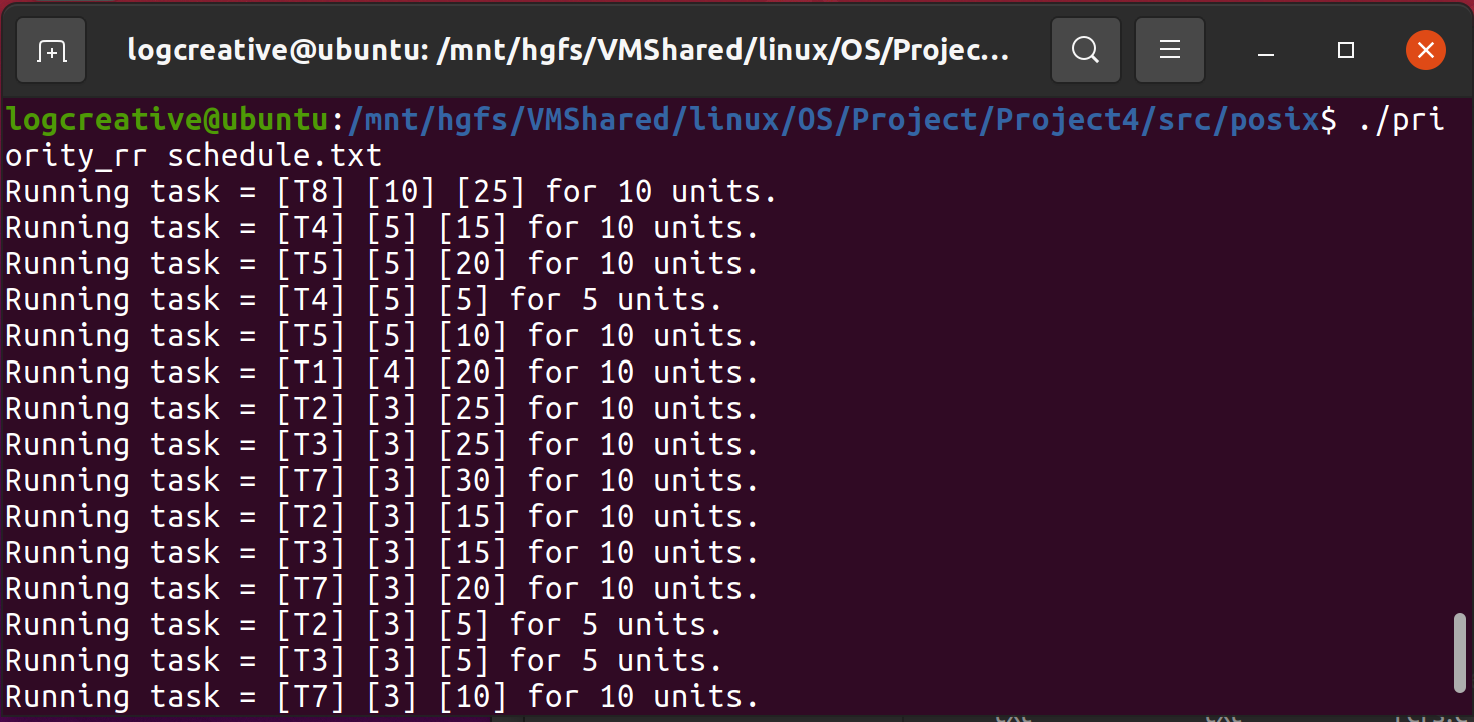 logcreative@ubuntu: /mnt/hgfs/VMShared/linux/OS/Projec...
logcreative@ubuntu:/mnt/hgfs/VMShared/linux/OS/Project/Project4/src/posix$ ./pri
ority_rr schedule.txt
Running task = [T8] [10] [25] for 10 units.
Running task = [T4] [5] [15] for 10 units.
Running task = [T5] [5] [20] for 10 units.
Running task = [T4] [5] [5] for 5 units.
Running task = [T5] [5] [10] for 10 units.
Running task = [T1] [4] [20] for 10 units.
Running task = [T2] [3] [25] for 10 units.
Running task = [T3] [3] [25] for 10 units.
Running task = [T7] [3] [30] for 10 units.
Running task = [T2] [3] [15] for 10 units.
Running task = [T3] [3] [15] for 10 units.
Running task = [T7] [3] [20] for 10 units.
Running task = [T2] [3] [5] for 5 units.
Running task = [T3] [3] [5] for 5 units.
Running task = [T7] [3] [10] for 10 units.